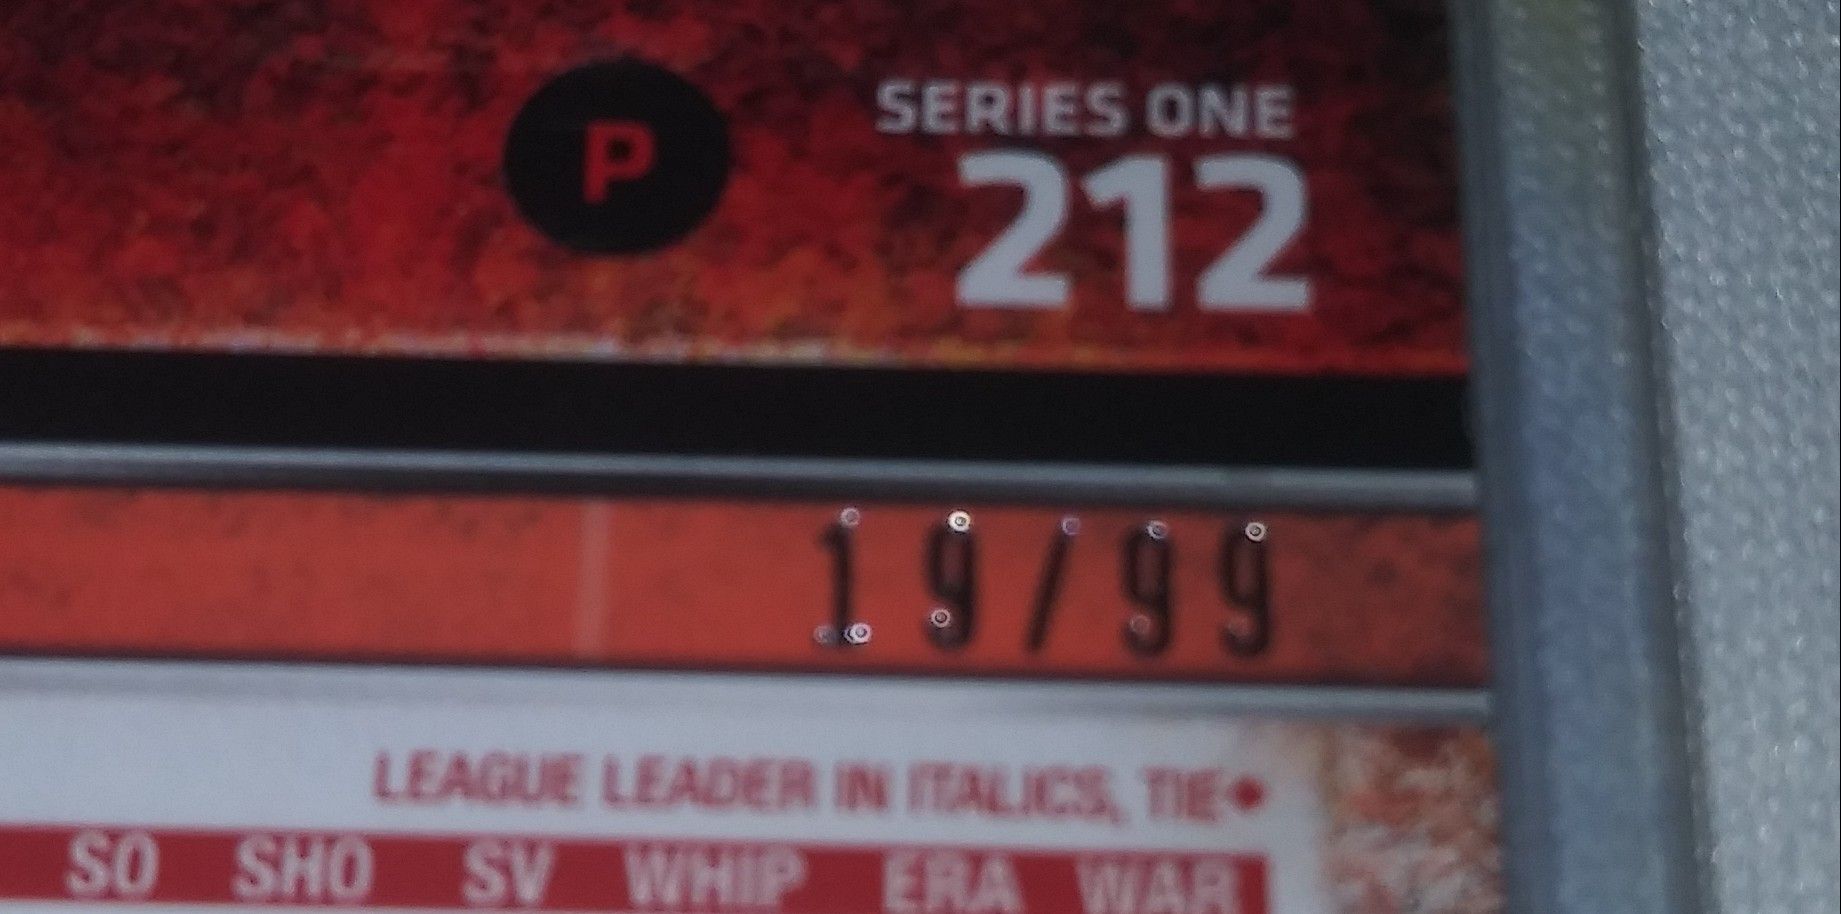 P
SERIES ONE
212
19/99
LEAGUE LEADER IN ITALICS, TIE◆
SO SHO SV WHIP ERA WAR